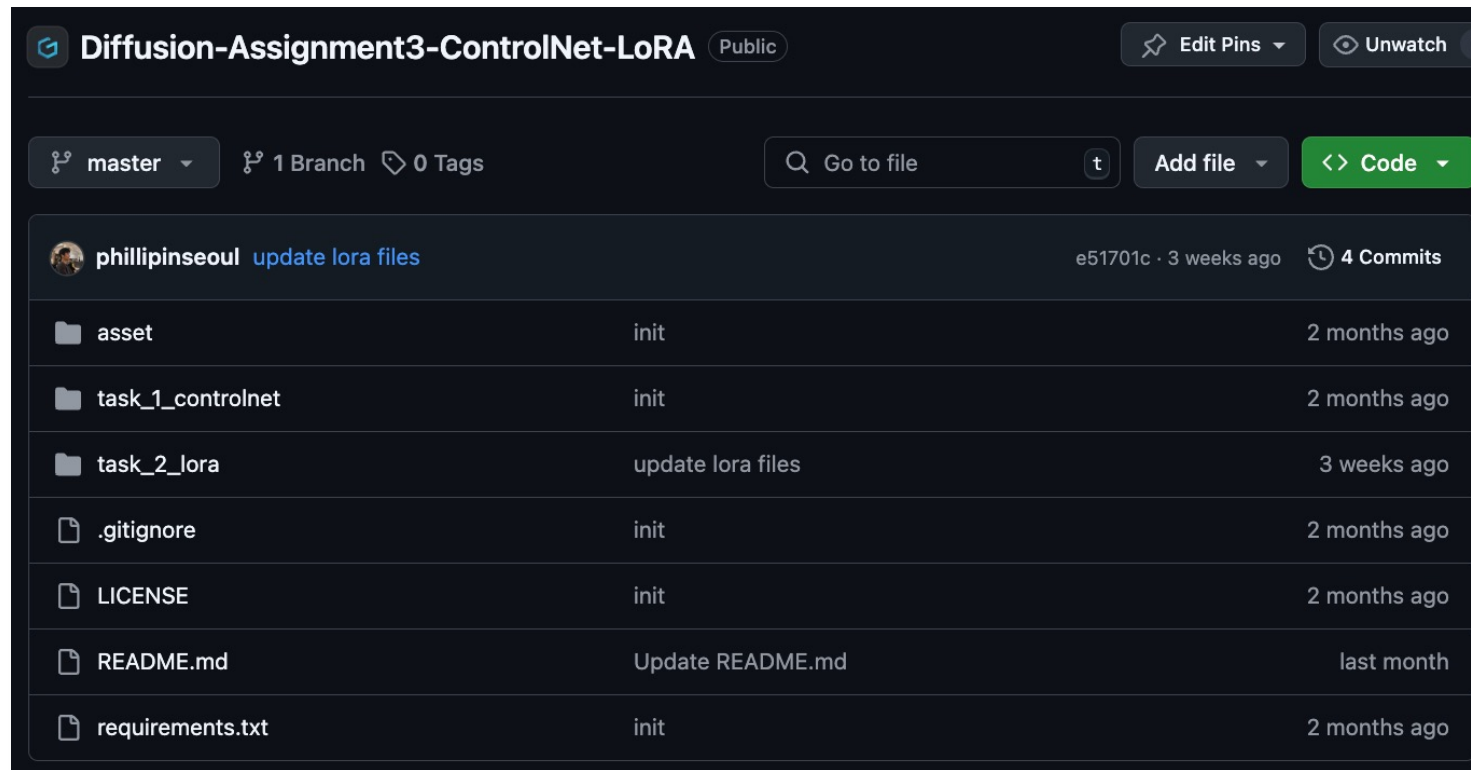 Diffusion-Assignment3-ControlNet-LoRA Public Edit Pins Unwatch
master 1 Branch 0 Tags Go to file t Add file <> Code
phillipinseoul update lora files e51701c · 3 weeks ago 4 Commits
asset init 2 months ago
task_1_controlnet init 2 months ago
task_2_lora update lora files 3 weeks ago
.gitignore init 2 months ago
LICENSE init 2 months ago
README.md Update README.md last month
requirements.txt init 2 months ago